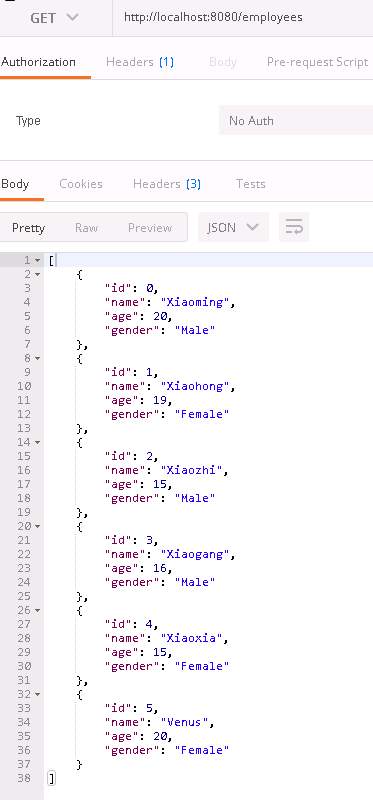 GET http://localhost:8080/employees
Authorization Headers (1) Body Pre-request Script
Type No Auth
Body Cookies Headers (3) Tests
Pretty Raw Preview JSON
1 [
2 {
3 "id": 0,
4 "name": "Xiaoming",
5 "age": 20,
6 "gender": "Male"
7 },
8 {
9 "id": 1,
10 "name": "Xiaohong",
11 "age": 19,
12 "gender": "Female"
13 },
14 {
15 "id": 2,
16 "name": "Xiaozhi",
17 "age": 15,
18 "gender": "Male"
19 },
20 {
21 "id": 3,
22 "name": "Xiaogang",
23 "age": 16,
24 "gender": "Male"
25 },
26 {
27 "id": 4,
28 "name": "Xiaoxia",
29 "age": 15,
30 "gender": "Female"
31 },
32 {
33 "id": 5,
34 "name": "Venus",
35 "age": 20,
36 "gender": "Female"
37 }
38 ]